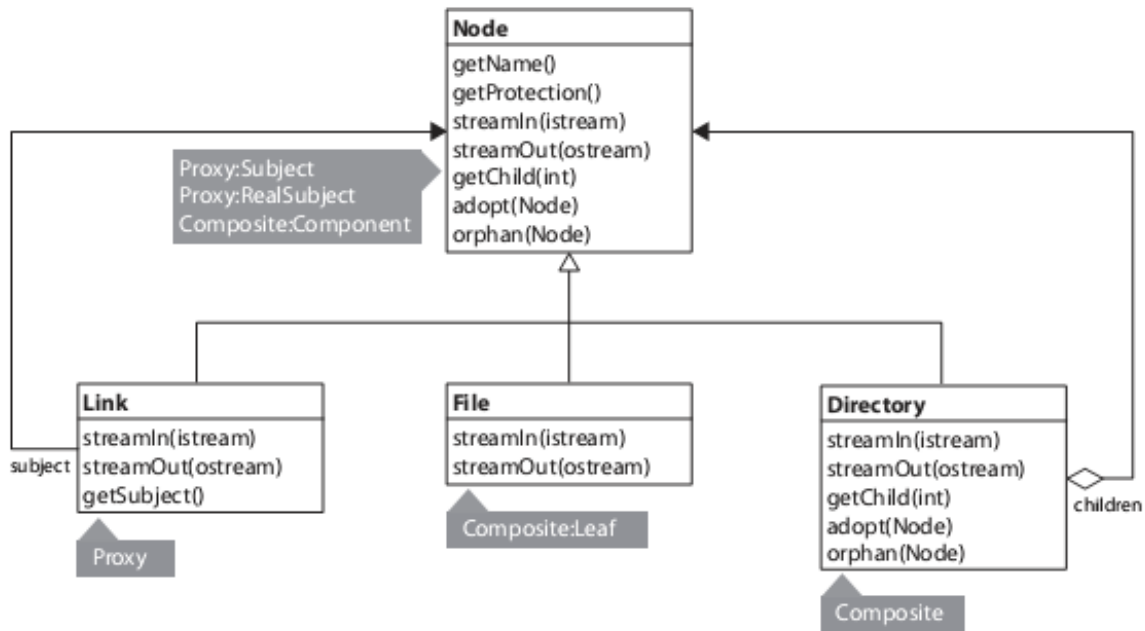 Node
getName()
getProtection()
streamIn(istream)
streamOut(ostream)
getChild(int)
adopt(Node)
orphan(Node)
Proxy:Subject
Proxy:RealSubject
Composite:Component
Link
streamIn(istream)
streamOut(ostream)
getSubject()
subject
Proxy
File
streamIn(istream)
streamOut(ostream)
Composite:Leaf
Directory
streamIn(istream)
streamOut(ostream)
getChild(int)
adopt(Node)
orphan(Node)
children
Composite